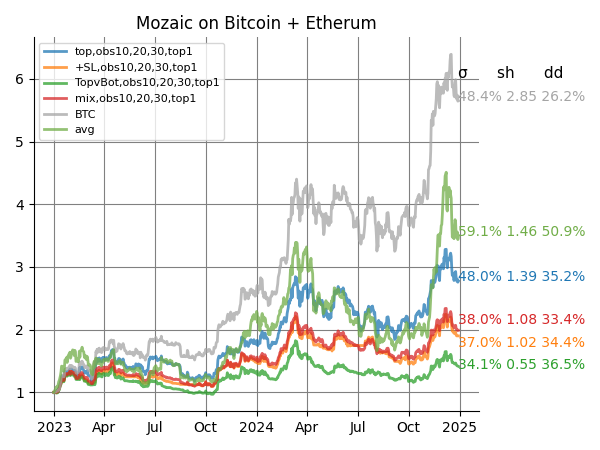 Mozaic on Bitcoin + Etherum
top,obs10,20,30,top1
+SL,obs10,20,30,top1
TopvBot,obs10,20,30,top1
mix,obs10,20,30,top1
BTC
avg
σ sh dd
48.4% 2.85 26.2%
59.1% 1.46 50.9%
48.0% 1.39 35.2%
38.0% 1.08 33.4%
37.0% 1.02 34.4%
34.1% 0.55 36.5%
6
5
4
3
2
1
2023 Apr Jul Oct 2024 Apr Jul Oct 2025